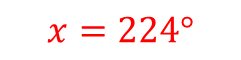 x = 224°